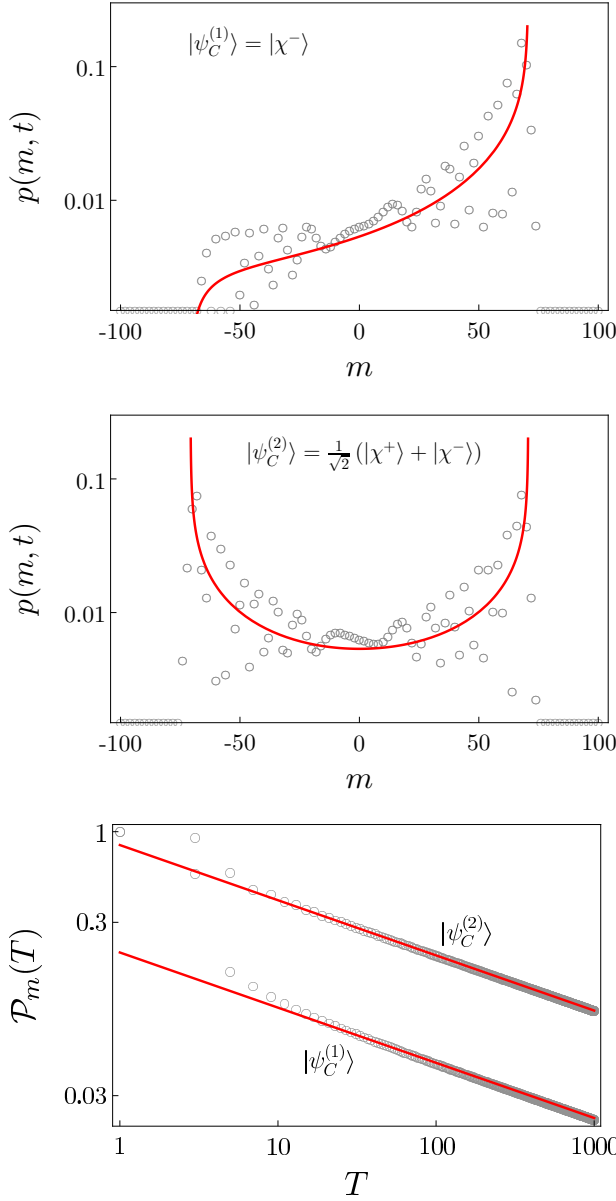 |ψ_C^(1)⟩ = |χ^−⟩
0.1
0.01
p(m, t)
-100 -50 0 50 100
m
|ψ_C^(2)⟩ = 1/√2 (|χ^+⟩ + |χ^−⟩)
0.1
0.01
p(m, t)
-100 -50 0 50 100
m
1
0.3
0.03
𝒫_m(T)
|ψ_C^(2)⟩
|ψ_C^(1)⟩
1 10 100 1000
T